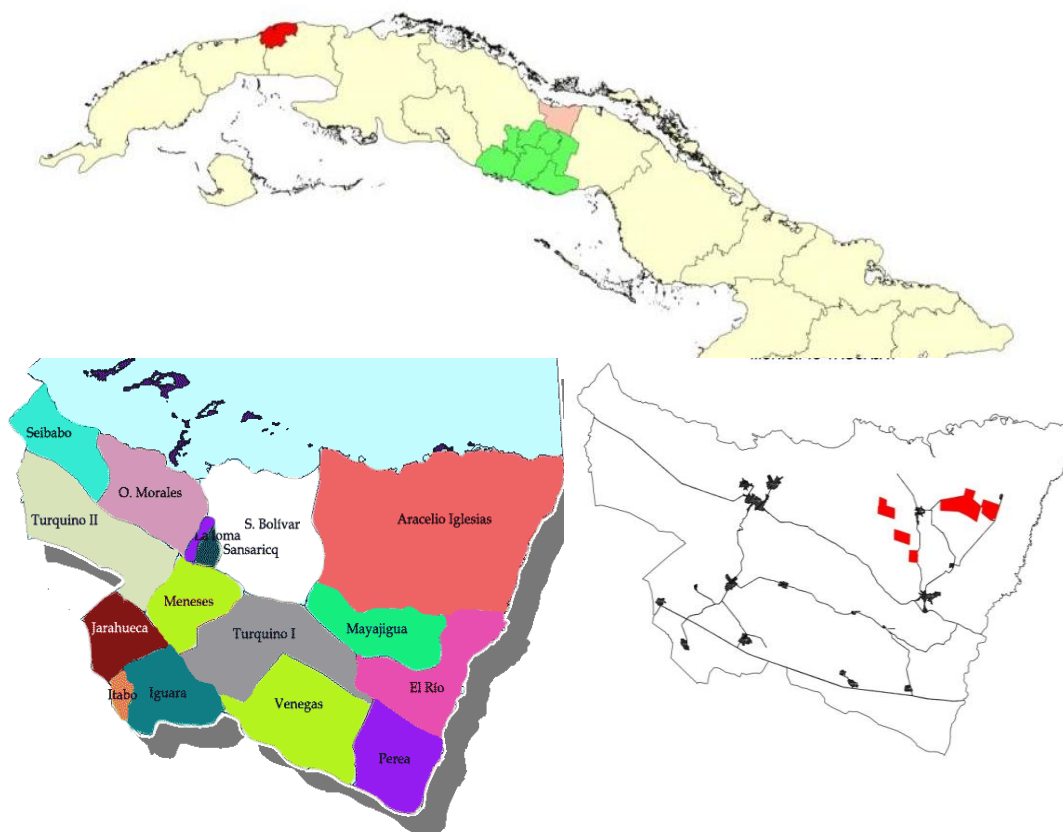 Seibabo
O. Morales
S. Bolívar
Aracelio Iglesias
Turquino II
La loma
Sansaricq
Meneses
Jarahueca
Turquino I
Mayajigua
Itabo
Iguara
El Río
Venegas
Perea